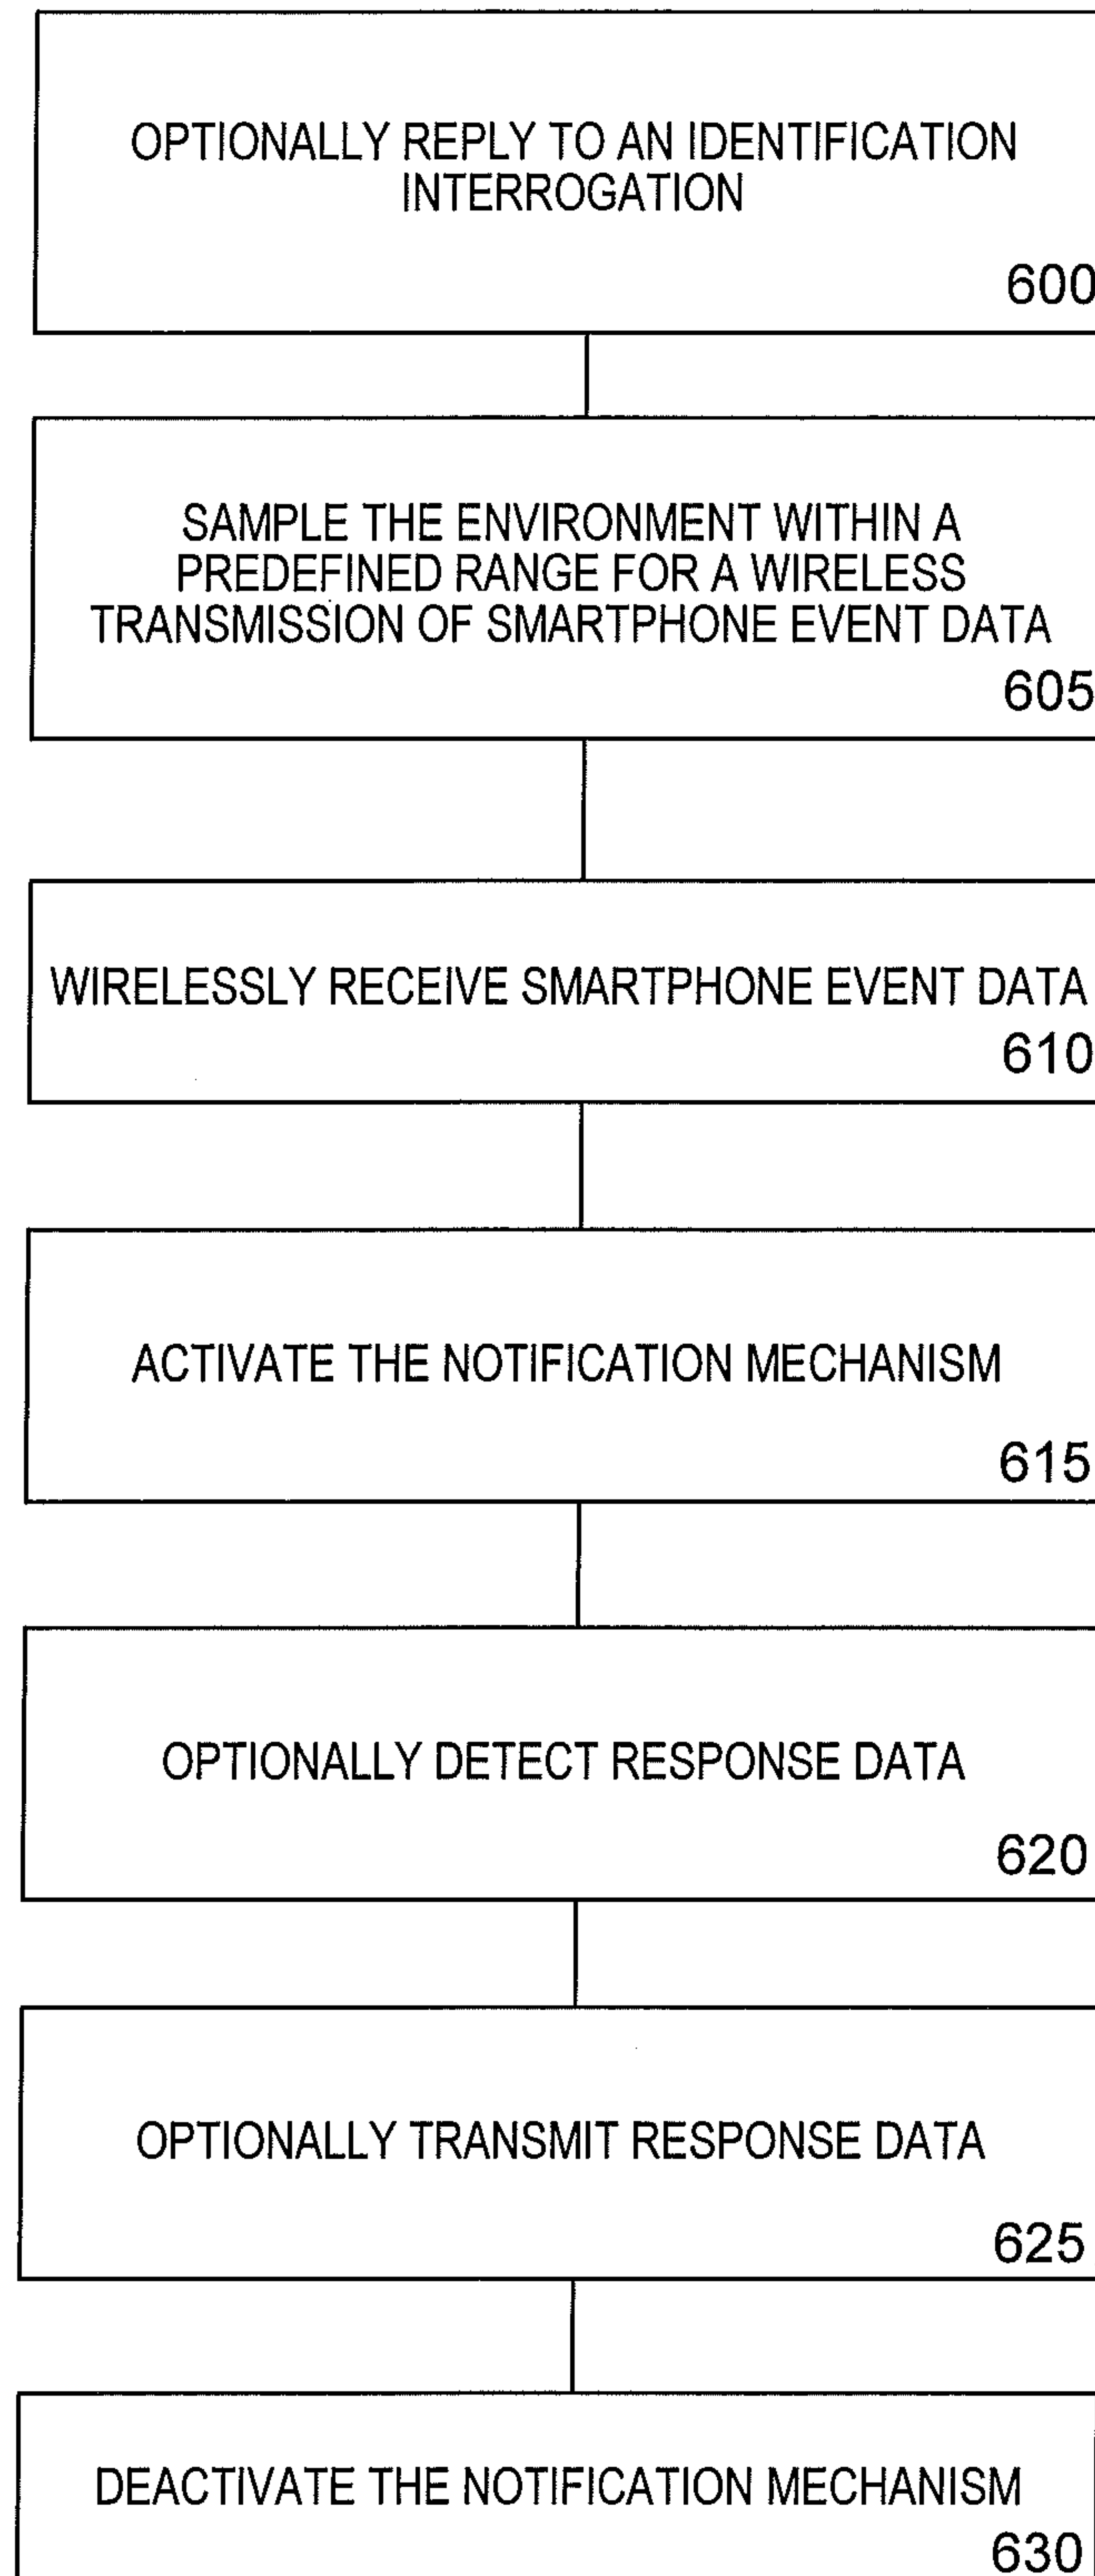 OPTIONALLY REPLY TO AN IDENTIFICATION
INTERROGATION
600
SAMPLE THE ENVIRONMENT WITHIN A
PREDEFINED RANGE FOR A WIRELESS
TRANSMISSION OF SMARTPHONE EVENT DATA
605
WIRELESSLY RECEIVE SMARTPHONE EVENT DATA
610
ACTIVATE THE NOTIFICATION MECHANISM
615
OPTIONALLY DETECT RESPONSE DATA
620
OPTIONALLY TRANSMIT RESPONSE DATA
625
DEACTIVATE THE NOTIFICATION MECHANISM
630